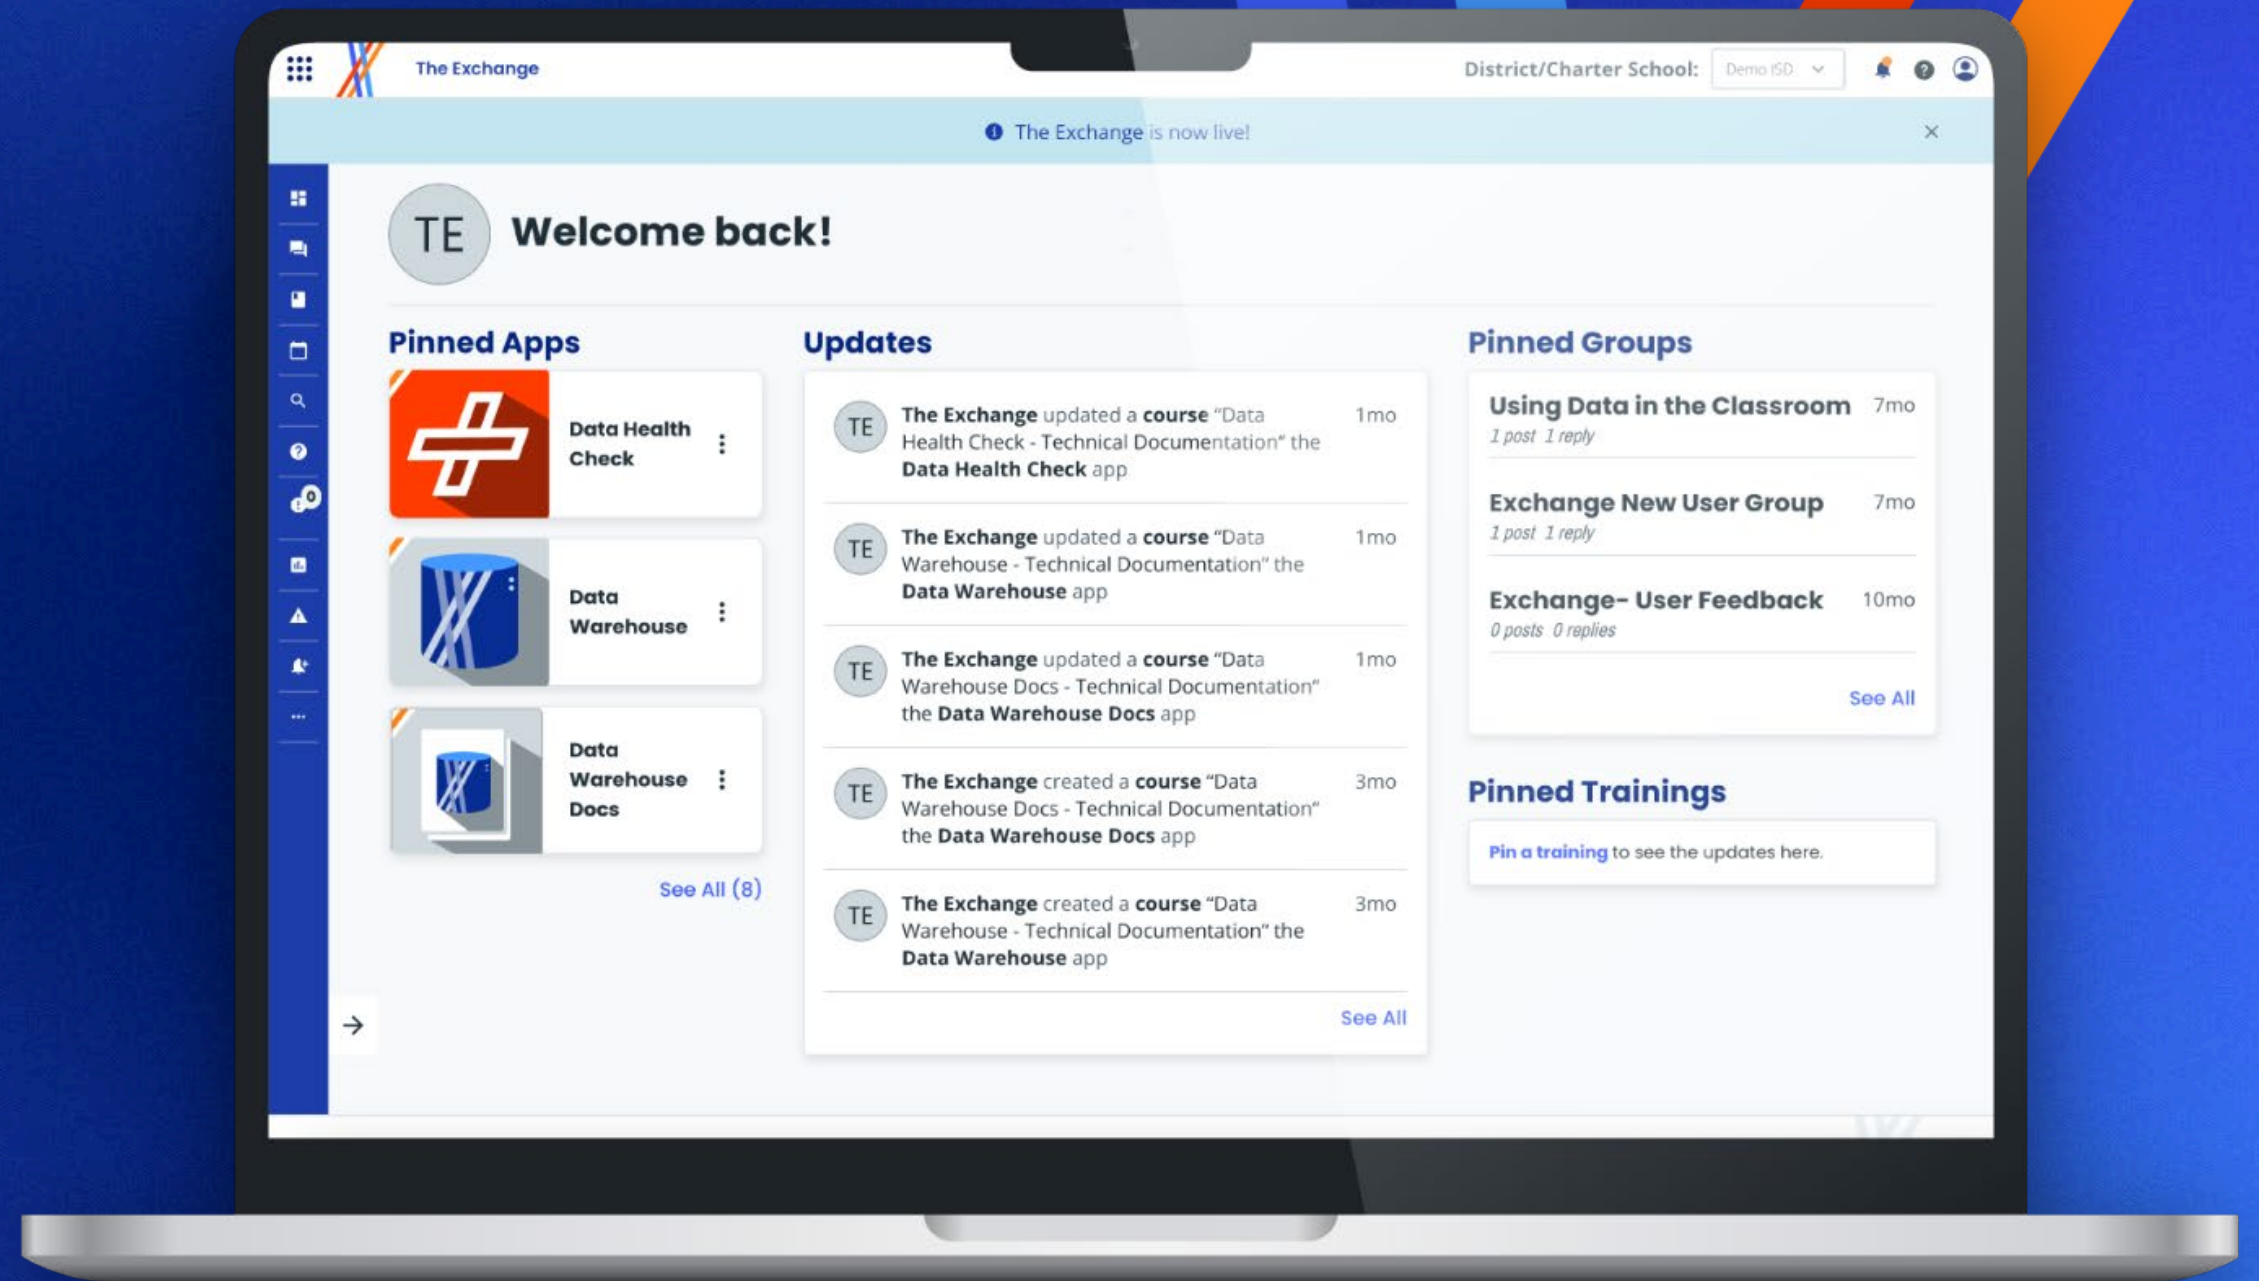 The Exchange
District/Charter School:
Demo ISD
The Exchange is now live!
TE
Welcome back!
0
Pinned Apps
Data Health
Check
Data
Warehouse
Data
Warehouse
Docs
See All (8)
Updates
TE
The Exchange updated a course “Data
1mo
Health Check - Technical Documentation“ the
Data Health Check app
TE
The Exchange updated a course “Data
1mo
Warehouse - Technical Documentation“ the
Data Warehouse app
TE
The Exchange updated a course “Data
1mo
Warehouse Docs - Technical Documentation“
the Data Warehouse Docs app
TE
The Exchange created a course “Data
3mo
Warehouse Docs - Technical Documentation“
the Data Warehouse Docs app
TE
The Exchange created a course “Data
3mo
Warehouse - Technical Documentation“ the
Data Warehouse app
See All
Pinned Groups
Using Data in the Classroom
7mo
1 post 1 reply
Exchange New User Group
7mo
1 post 1 reply
Exchange- User Feedback
10mo
0 posts 0 replies
See All
Pinned Trainings
Pin a training to see the updates here.